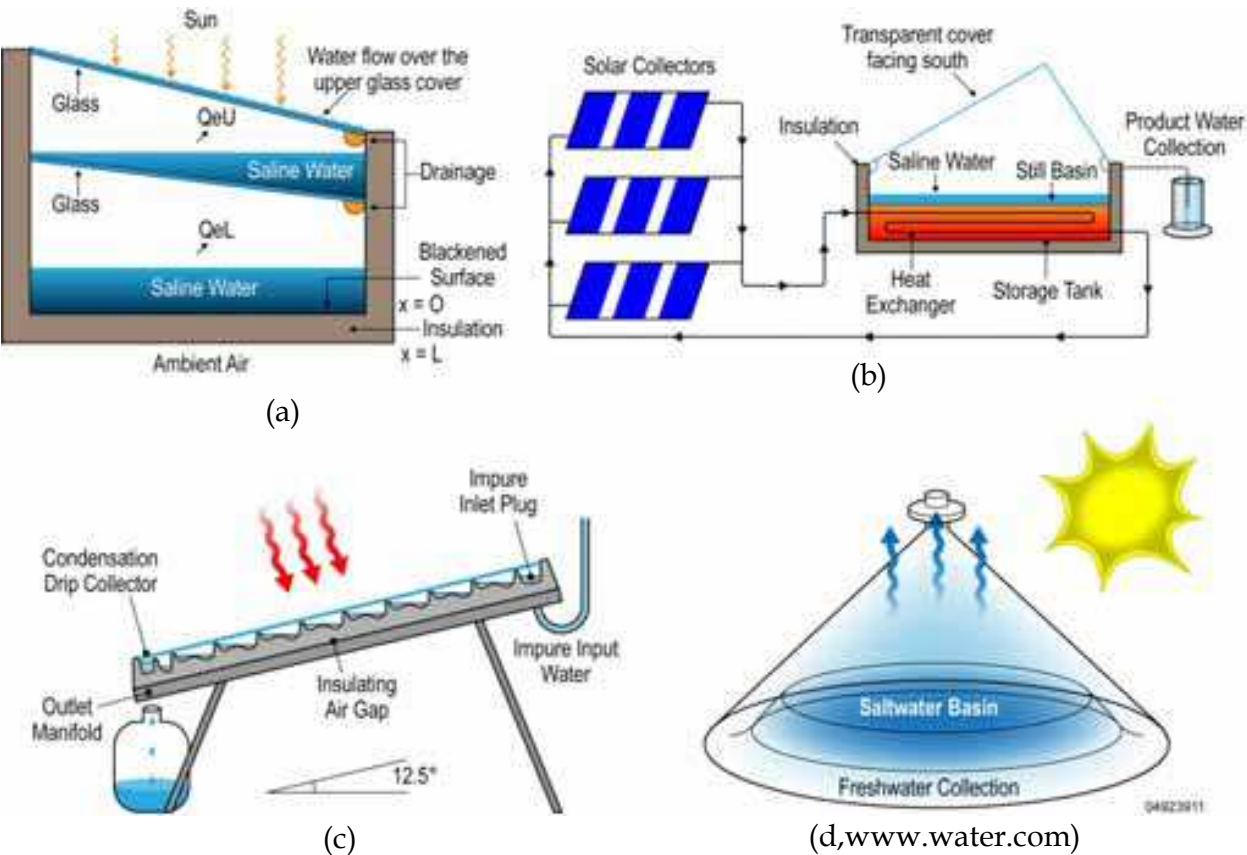 Sun
Water flow over the
upper glass cover
Glass
QeU
Saline Water
Drainage
Glass
QeL
Blackened
Surface
Saline Water
x = O
Insulation
x = L
Ambient Air
(a)
Transparent cover
facing south
Solar Collectors
Insulation
Product Water
Collection
Saline Water
Still Basin
Heat
Exchanger
Storage Tank
(b)
Impure
Inlet Plug
Condensation
Drip Collector
Impure Input
Water
Insulating
Air Gap
Outlet
Manifold
12.5°
(c)
Saltwater Basin
Freshwater Collection
04923911
(d,www.water.com)